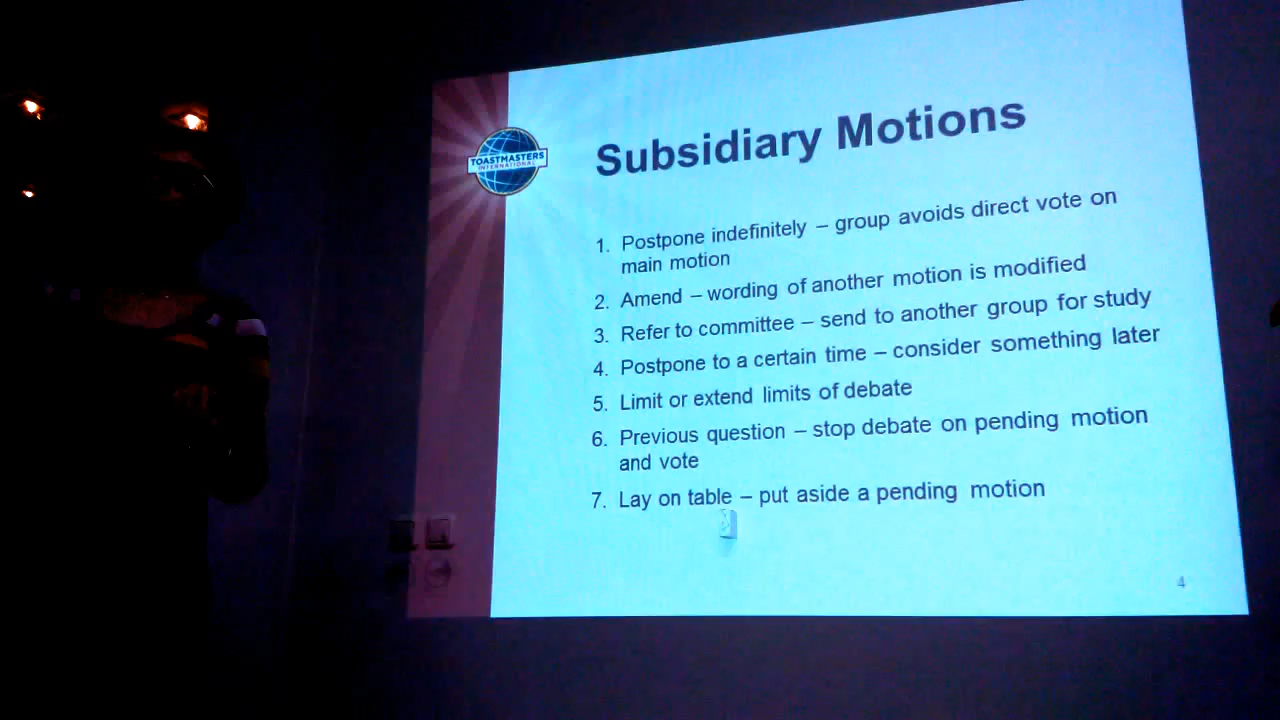 TOASTMASTERS
INTERNATIONAL
Subsidiary Motions
1. Postpone indefinitely – group avoids direct vote on
main motion
2. Amend – wording of another motion is modified
3. Refer to committee – send to another group for study
4. Postpone to a certain time – consider something later
5. Limit or extend limits of debate
6. Previous question – stop debate on pending motion
and vote
7. Lay on table – put aside a pending motion
4